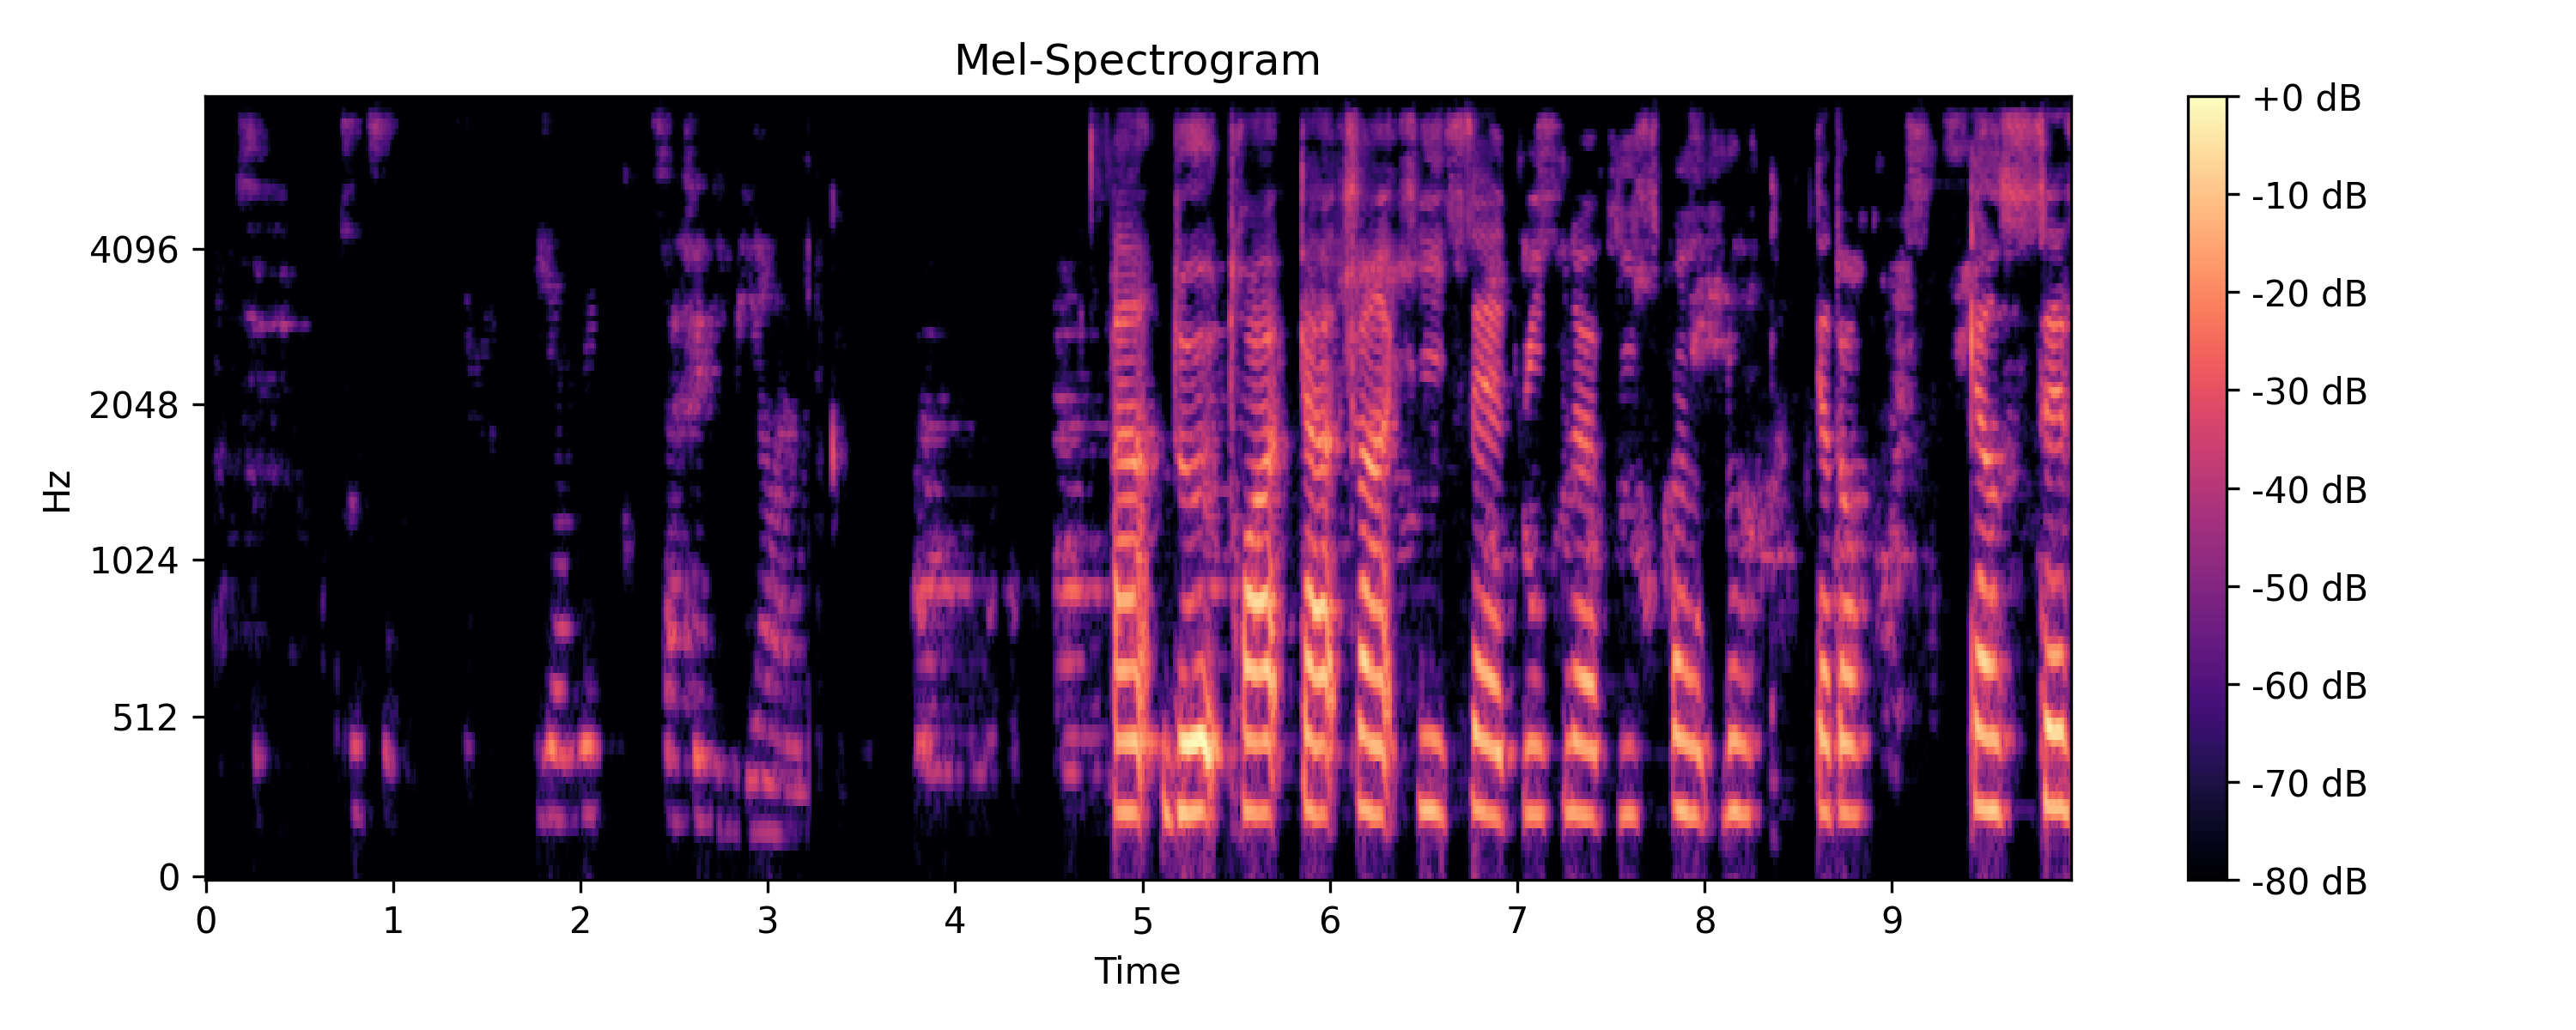 Mel-Spectrogram
+0 dB
-10 dB
-20 dB
-30 dB
-40 dB
-50 dB
-60 dB
-70 dB
-80 dB
4096
2048
1024
512
0
Hz
0 1 2 3 4 5 6 7 8 9
Time